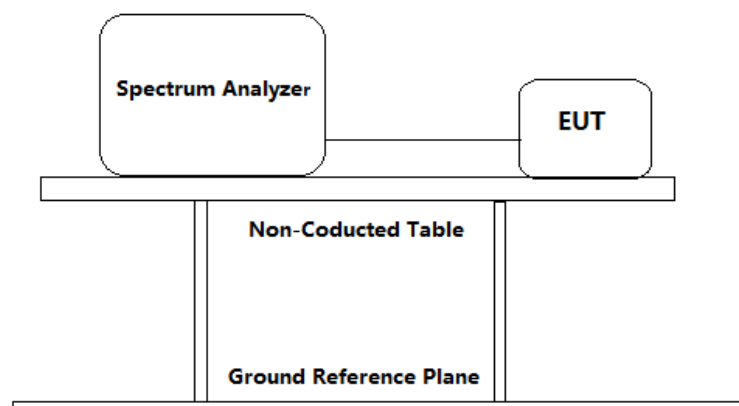 Spectrum Analyzer
EUT
Non-Coducted Table
Ground Reference Plane